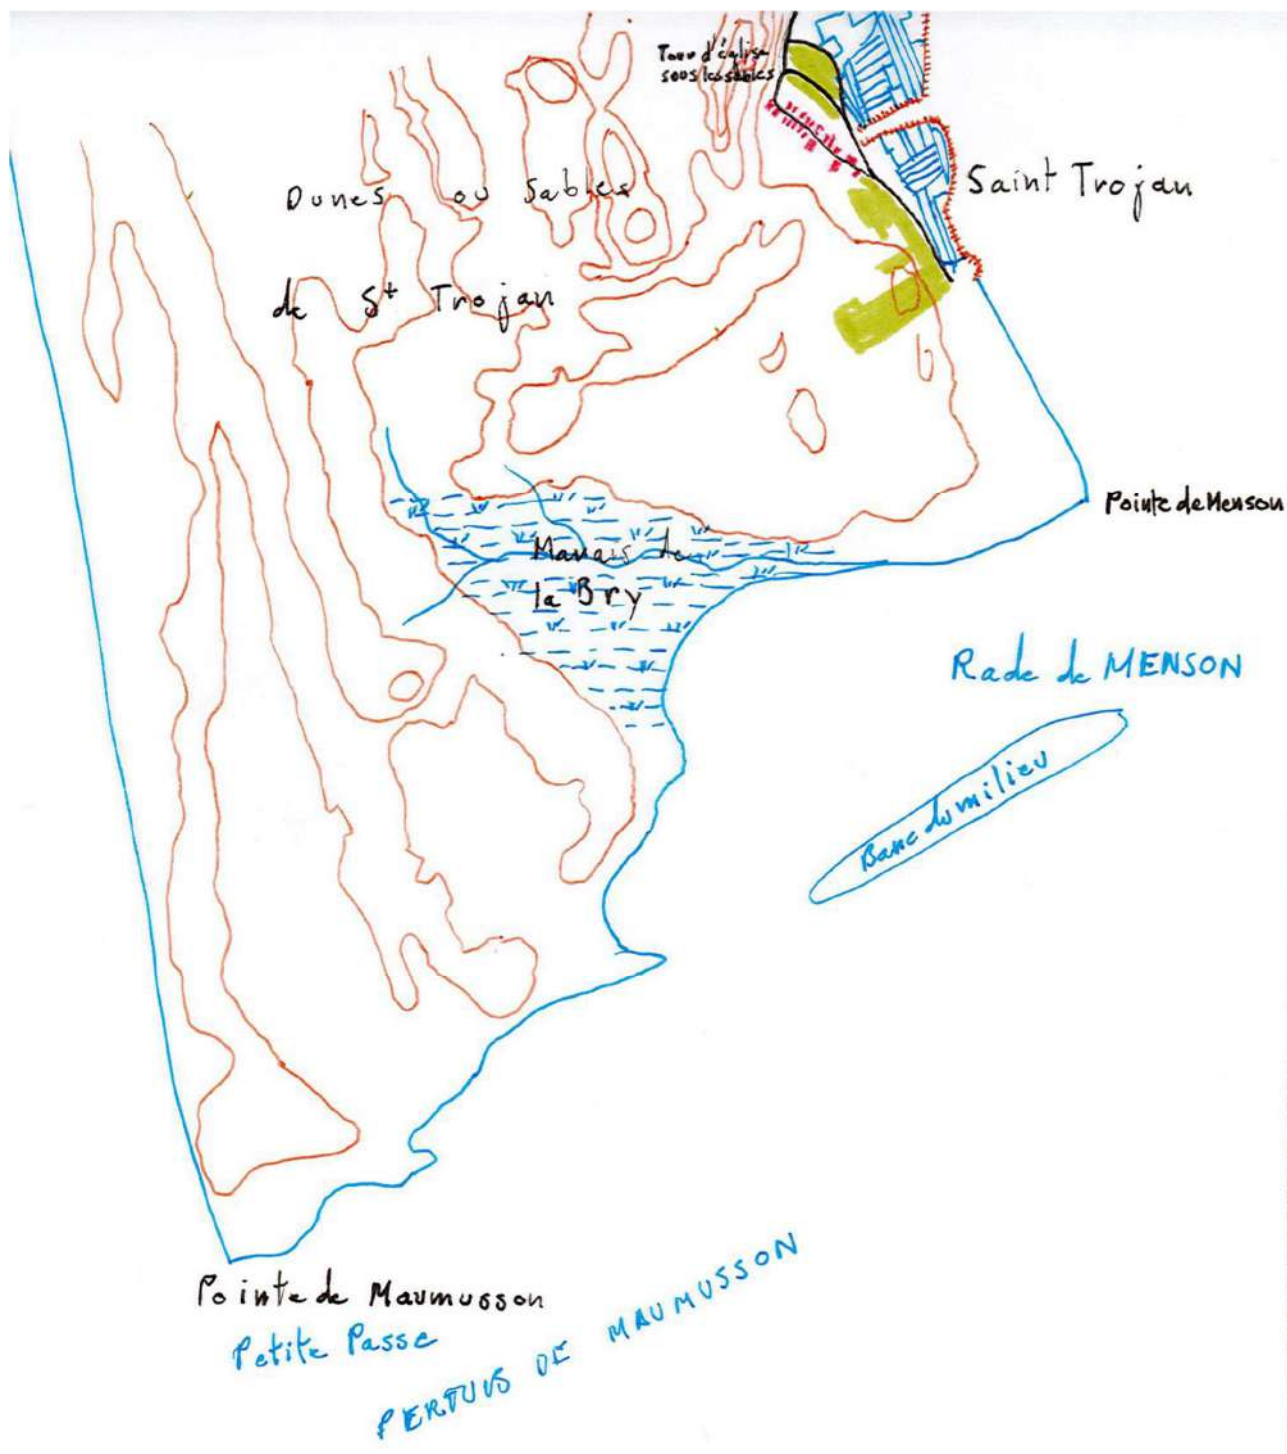 Tour d'église
sous les sables
Saint Trojan
Dunes ou Sables
de St Trojan
Pointe de Menson
Marais de
la Bry
Rade de MENSON
Banc du milieu
Pointe de Maumusson
Petite Passe
PERTUIS DE MAUMUSSON